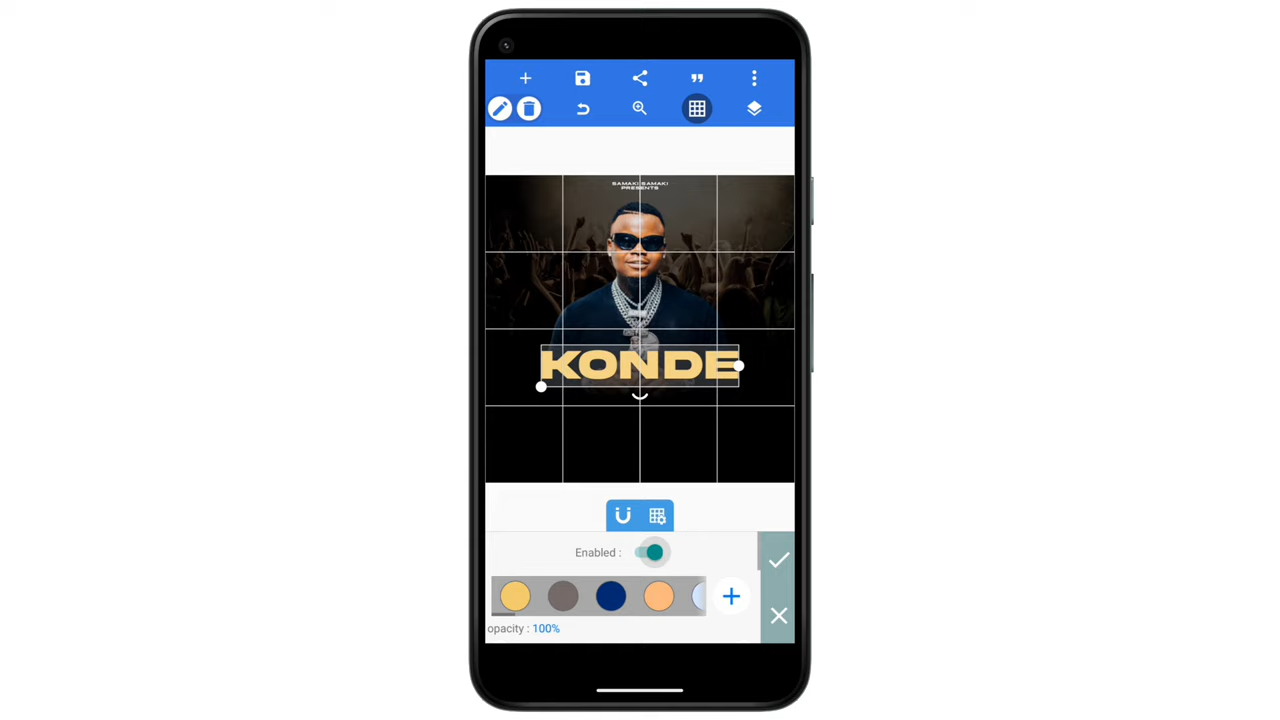 SAMAKI SAMAKI
PRESENTS
KONDE
Enabled :
opacity : 100%